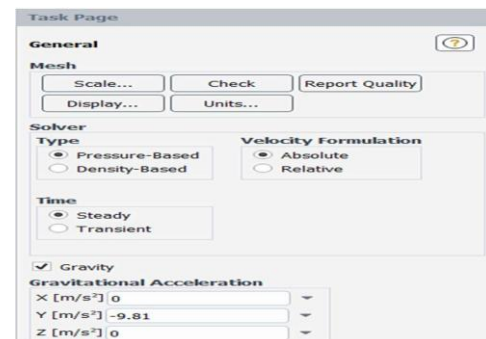 Task Page
General
Mesh
Scale... Check Report Quality
Display... Units...
Solver
Type Velocity Formulation
Pressure-Based Absolute
Density-Based Relative
Time
Steady
Transient
Gravity
Gravitational Acceleration
X [m/s²] 0
Y [m/s²] -9.81
Z [m/s²] 0